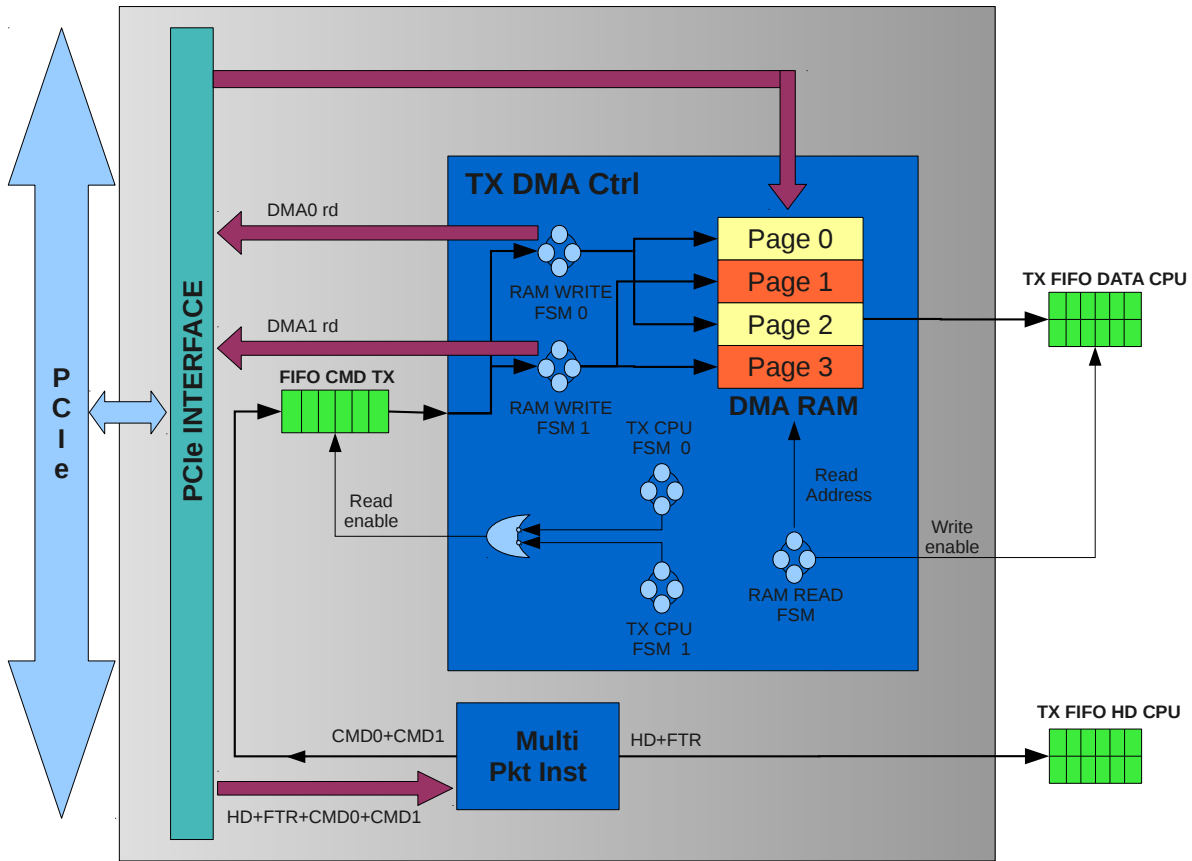 P
C
I
e
PCIe INTERFACE
TX DMA Ctrl
DMA0 rd
RAM WRITE
FSM 0
DMA1 rd
RAM WRITE
FSM 1
Page 0
Page 1
Page 2
Page 3
DMA RAM
TX FIFO DATA CPU
FIFO CMD TX
Read
enable
TX CPU
FSM 0
TX CPU
FSM 1
Read
Address
RAM READ
FSM
Write
enable
CMD0+CMD1
Multi
Pkt Inst
HD+FTR
TX FIFO HD CPU
HD+FTR+CMD0+CMD1